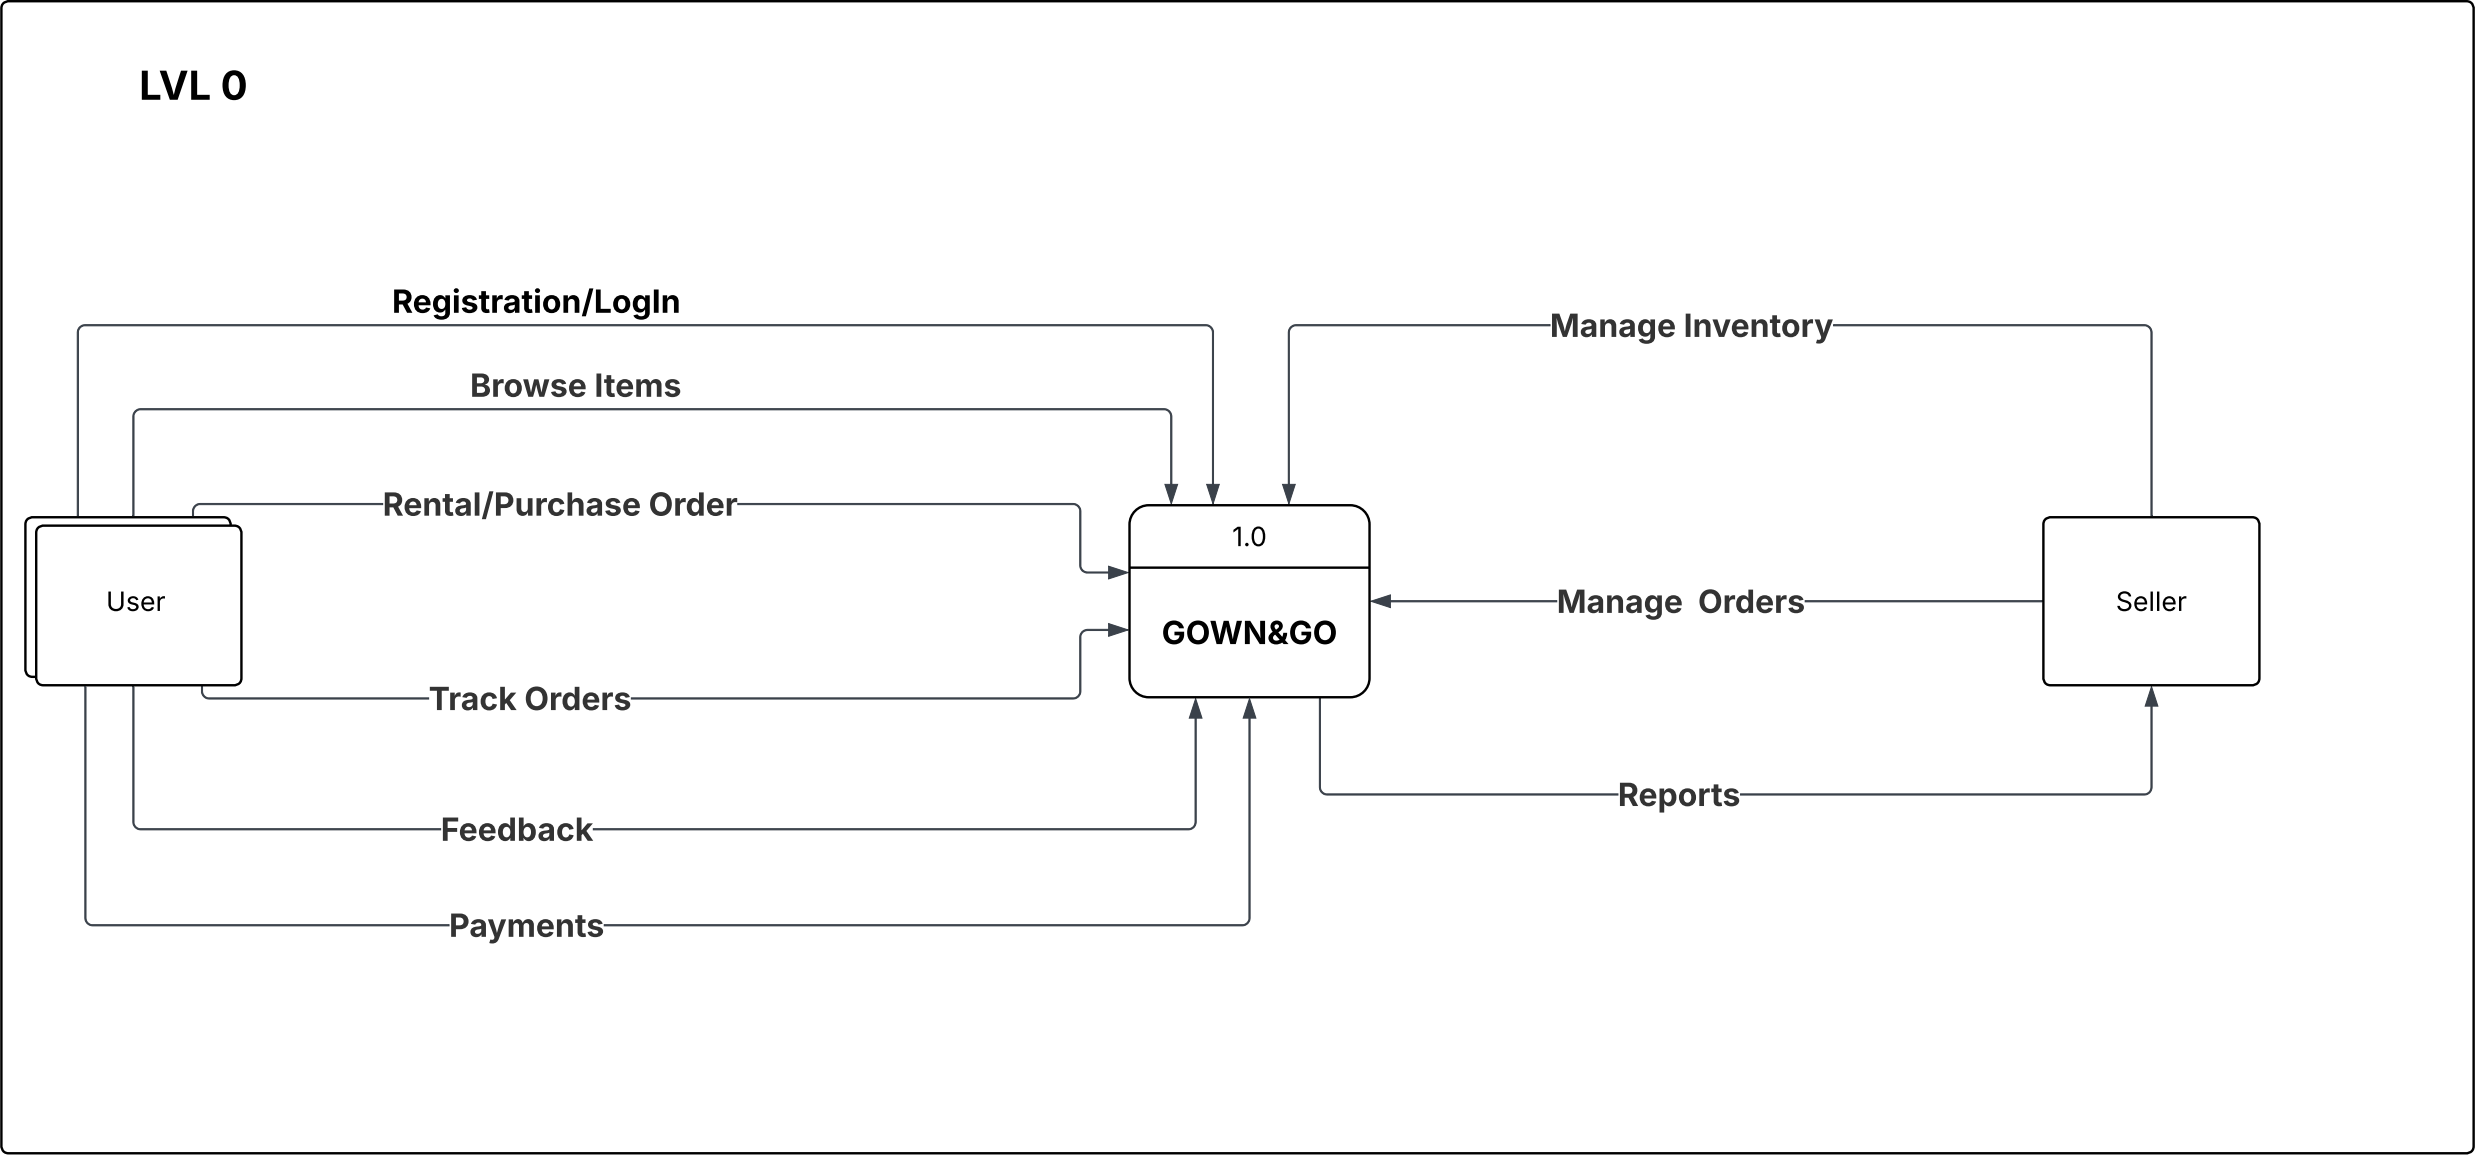 LVL 0
Registration/LogIn
Manage Inventory
Browse Items
Rental/Purchase Order
1.0
User
Manage  Orders
Seller
GOWN&GO
Track Orders
Reports
Feedback
Payments